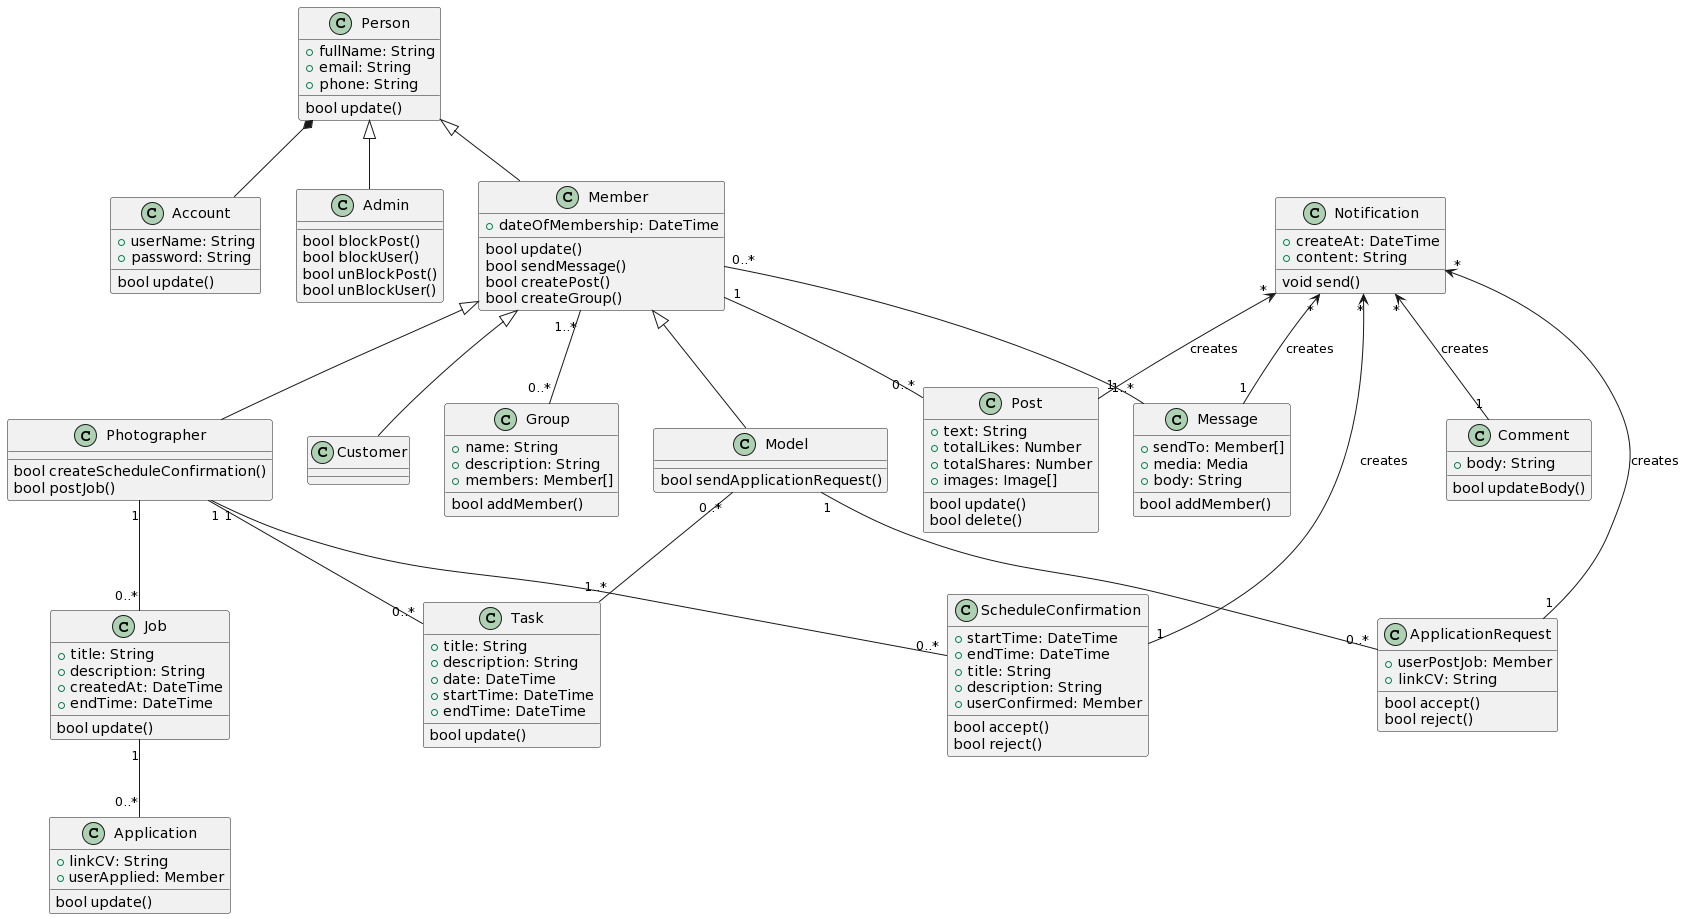 C Person
fullName: String
email: String
phone: String
bool update()
C Account
userName: String
password: String
bool update()
C Admin
bool blockPost()
bool blockUser()
bool unBlockPost()
bool unBlockUser()
C Member
dateOfMembership: DateTime
bool update()
bool sendMessage()
bool createPost()
bool createGroup()
C Notification
createAt: DateTime
content: String
void send()
0..*
1
1..*
*
*
*
*
*
creates
creates
creates
creates
creates
0..*
0..*
1
1..*
1
1
C Photographer
bool createScheduleConfirmation()
bool postJob()
C Customer
C Group
name: String
description: String
members: Member[]
bool addMember()
C Model
bool sendApplicationRequest()
C Post
text: String
totalLikes: Number
totalShares: Number
images: Image[]
bool update()
bool delete()
C Message
sendTo: Member[]
media: Media
body: String
bool addMember()
C Comment
body: String
bool updateBody()
1
1
1
0..*
1
0..*
0..*
1..*
0..*
1
0..*
1
C Job
title: String
description: String
createdAt: DateTime
endTime: DateTime
bool update()
C Task
title: String
description: String
date: DateTime
startTime: DateTime
endTime: DateTime
bool update()
C ScheduleConfirmation
startTime: DateTime
endTime: DateTime
title: String
description: String
userConfirmed: Member
bool accept()
bool reject()
C ApplicationRequest
userPostJob: Member
linkCV: String
bool accept()
bool reject()
1
0..*
C Application
linkCV: String
userApplied: Member
bool update()